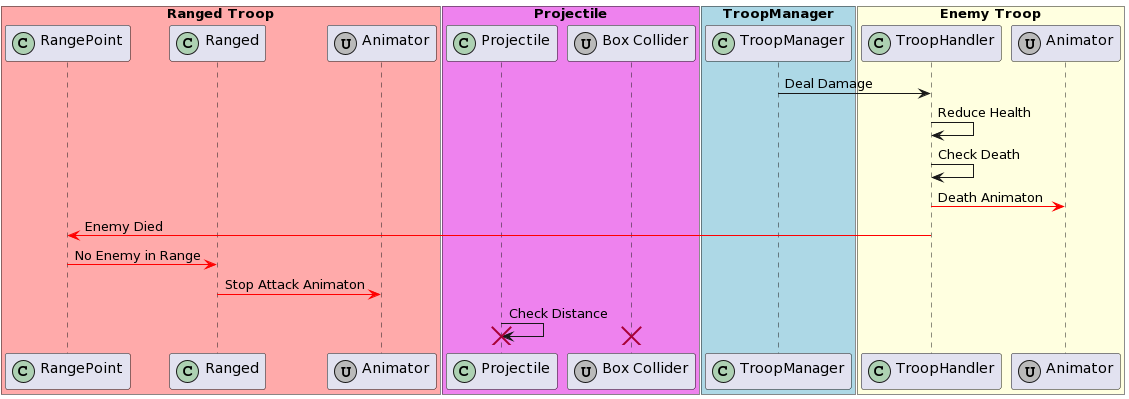 Ranged Troop Projectile TroopManager Enemy Troop
C RangePoint C Ranged U Animator C Projectile U Box Collider C TroopManager C TroopHandler U Animator
Deal Damage
Reduce Health
Check Death
Death Animaton
Enemy Died
No Enemy in Range
Stop Attack Animaton
Check Distance
C RangePoint C Ranged U Animator C Projectile U Box Collider C TroopManager C TroopHandler U Animator